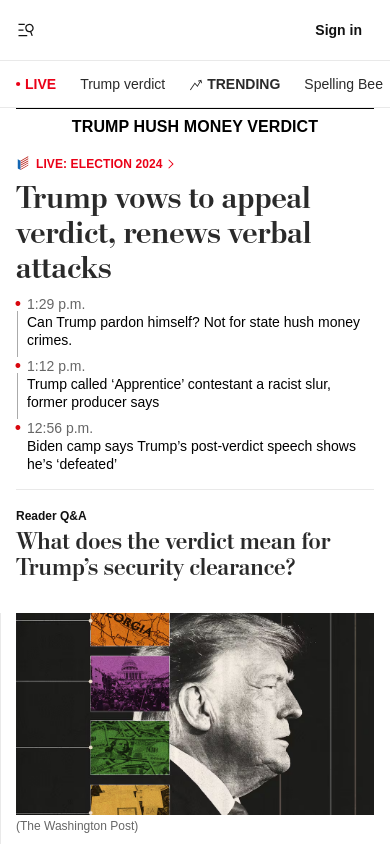 Sign in
• LIVE Trump verdict TRENDING Spelling Bee
TRUMP HUSH MONEY VERDICT
LIVE: ELECTION 2024
Trump vows to appeal
verdict, renews verbal
attacks
1:29 p.m.
Can Trump pardon himself? Not for state hush money
crimes.
1:12 p.m.
Trump called ‘Apprentice’ contestant a racist slur,
former producer says
12:56 p.m.
Biden camp says Trump’s post-verdict speech shows
he’s ‘defeated’
Reader Q&A
What does the verdict mean for
Trump’s security clearance?
(The Washington Post)